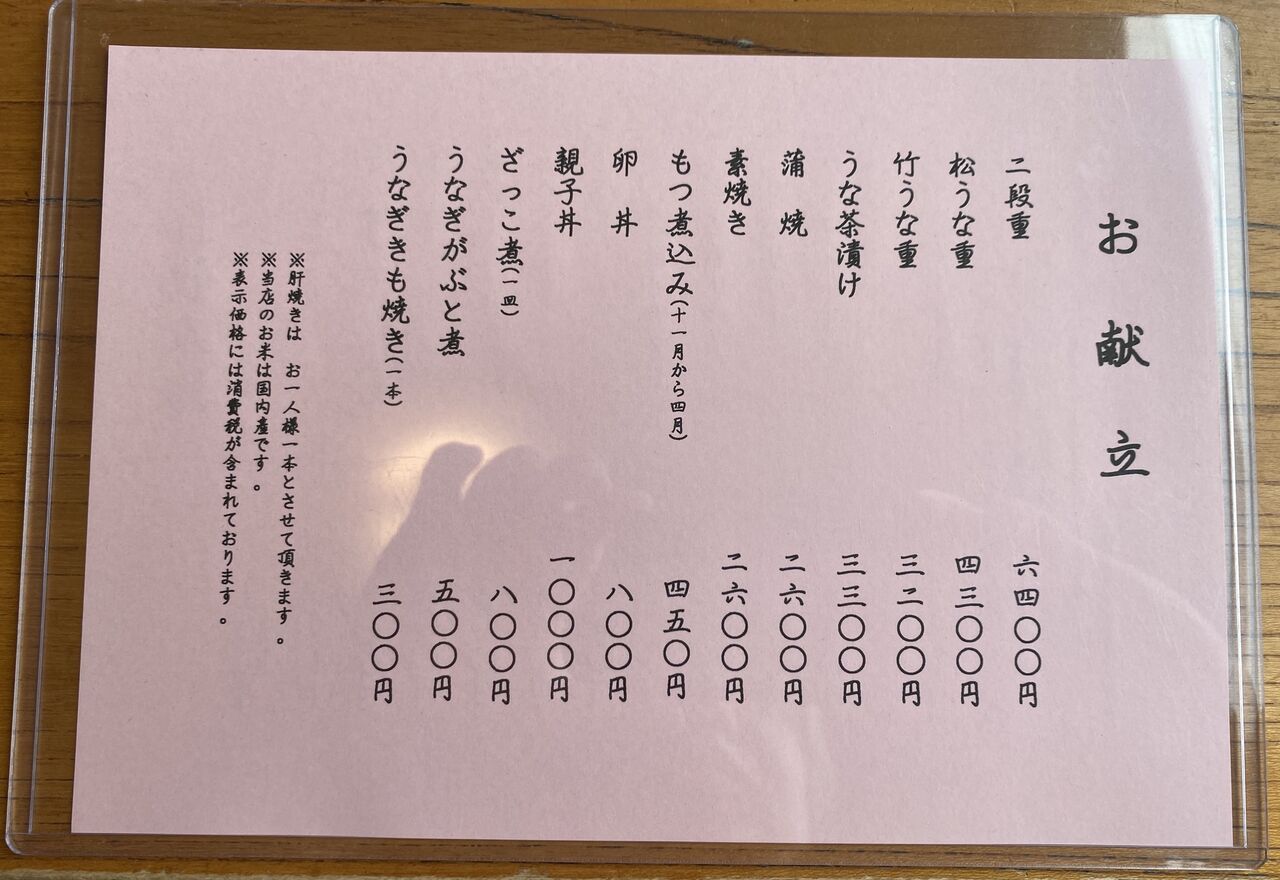 お献立
二段重 六四〇〇円
松うな重 四三〇〇円
竹うな重 三二〇〇円
うな茶漬け 三三〇〇円
蒲焼 二六〇〇円
素焼き 二六〇〇円
もつ煮込み(十一月から四月) 四五〇円
卵丼 八〇〇円
親子丼 一〇〇〇円
ざっこ煮(一皿) 八〇〇円
うなぎがぶと煮 五〇〇円
うなぎきも焼き(一本) 三〇〇円
※肝焼きは お一人様一本とさせて頂きます。
※当店のお米は国内産です。
※表示価格には消費税が含まれております。